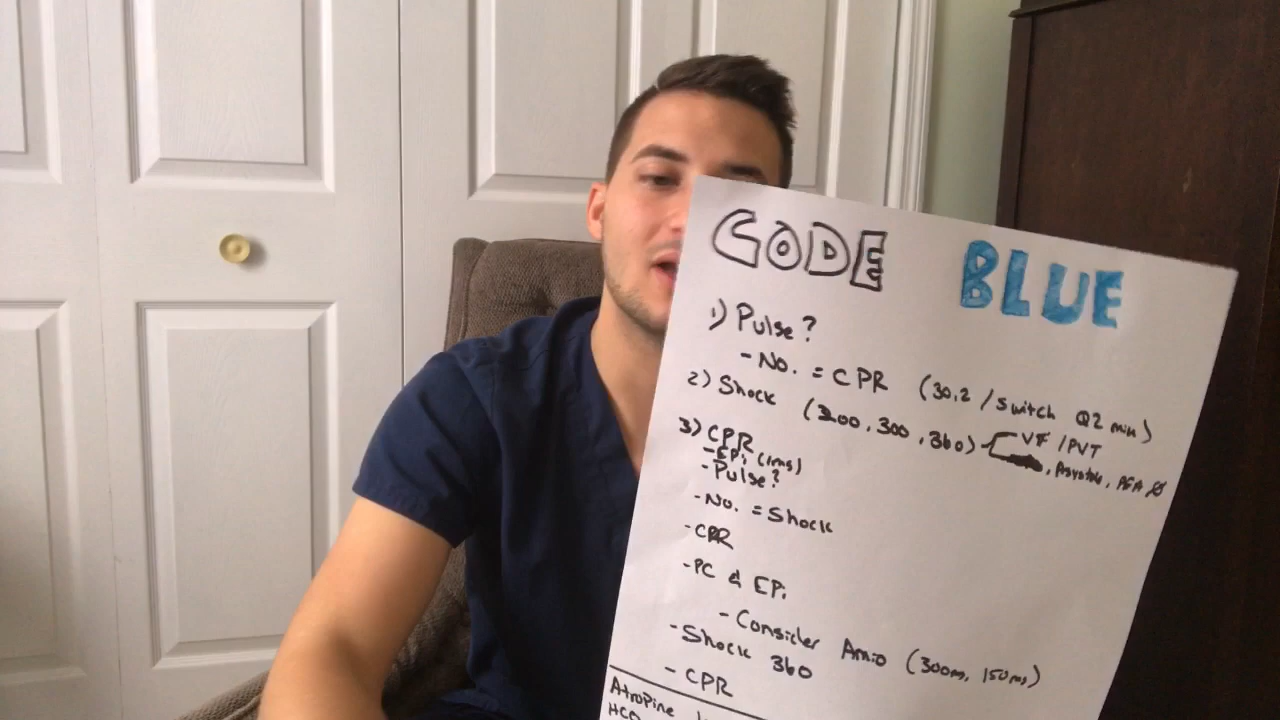 CODE BLUE
1) Pulse?
- No. = CPR (30:2 / Switch Q2 min)
2) Shock (200, 300, 360) VF / PVT
, Asystole, PEA Ø
3) CPR
- EPi (1mg)
- Pulse?
- No. = Shock
- CPR
- PC & EPi
- Consider Amio (300mg, 150mg)
- Shock 360
- CPR
Atropine